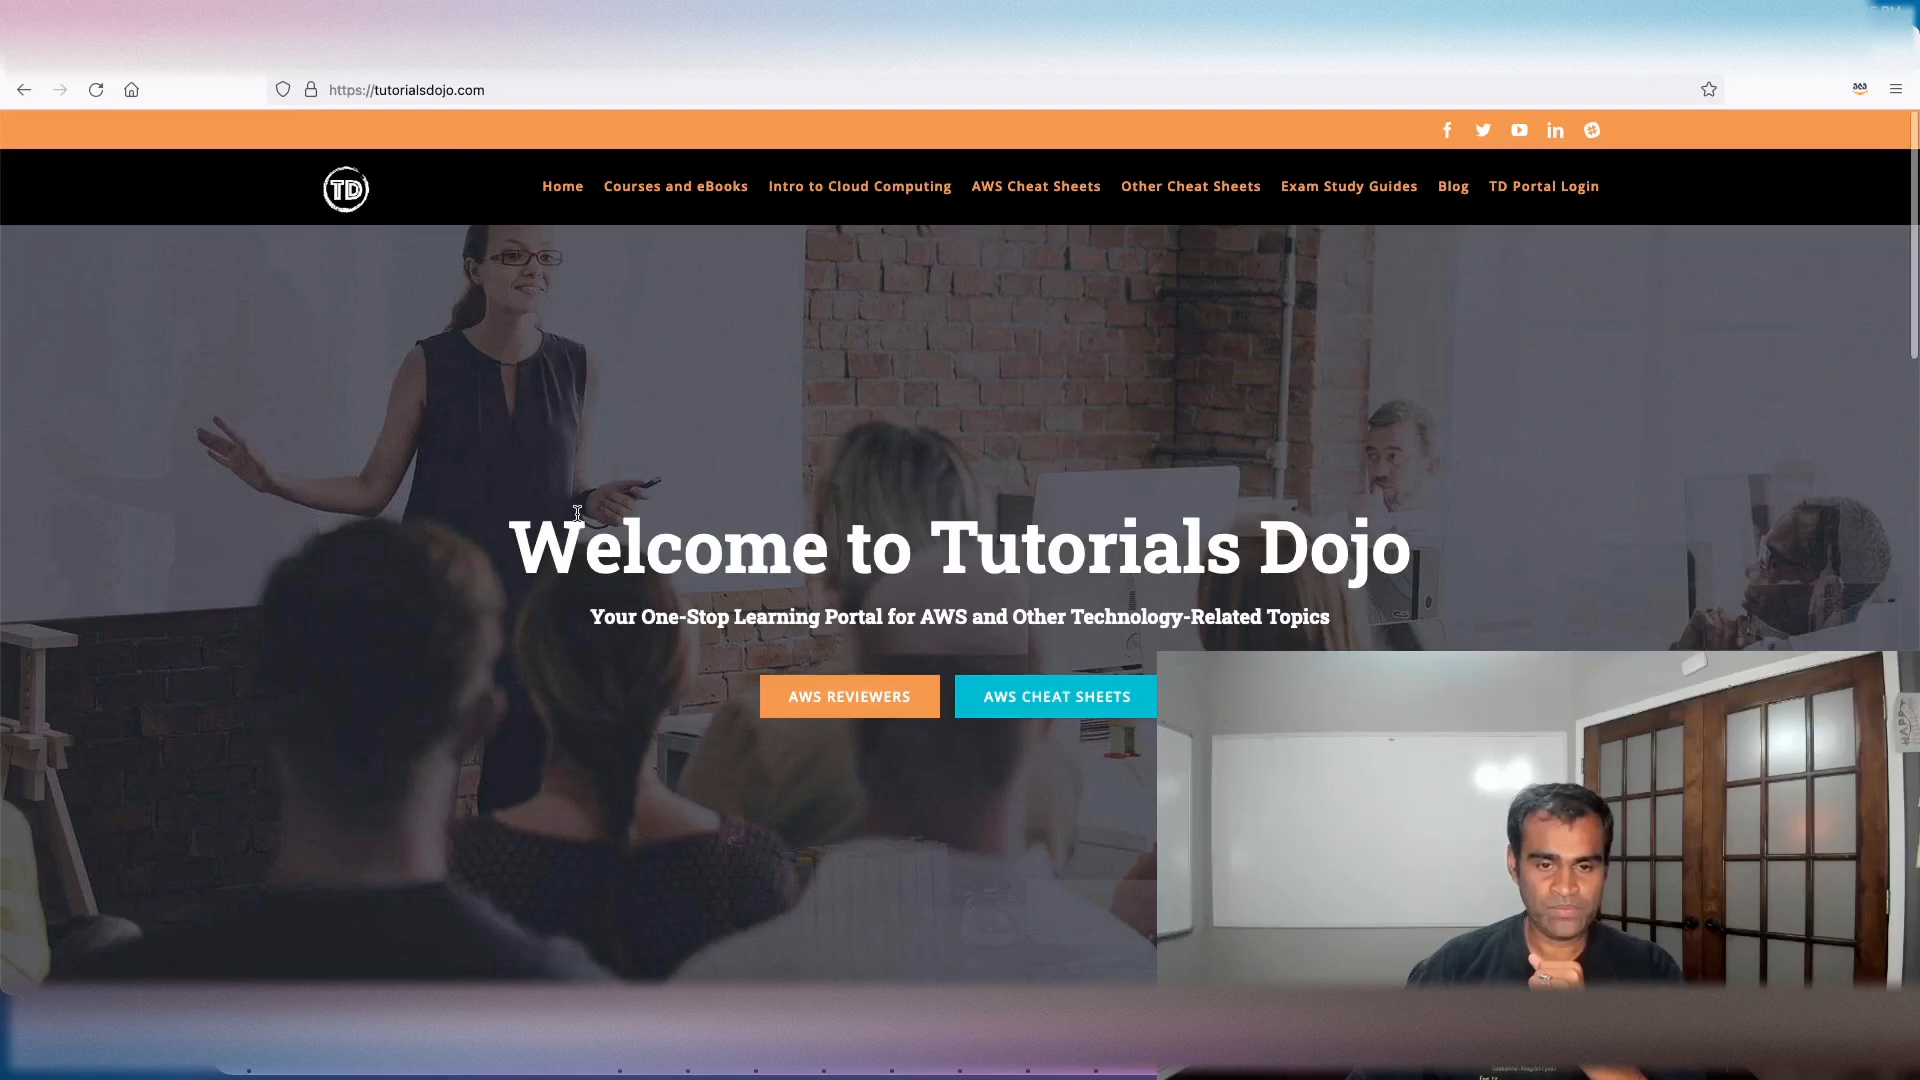 https://tutorialsdojo.com
TD
Home Courses and eBooks Intro to Cloud Computing AWS Cheat Sheets Other Cheat Sheets Exam Study Guides Blog TD Portal Login
Welcome to Tutorials Dojo
Your One-Stop Learning Portal for AWS and Other Technology-Related Topics
AWS REVIEWERS AWS CHEAT SHEETS
HAPPY